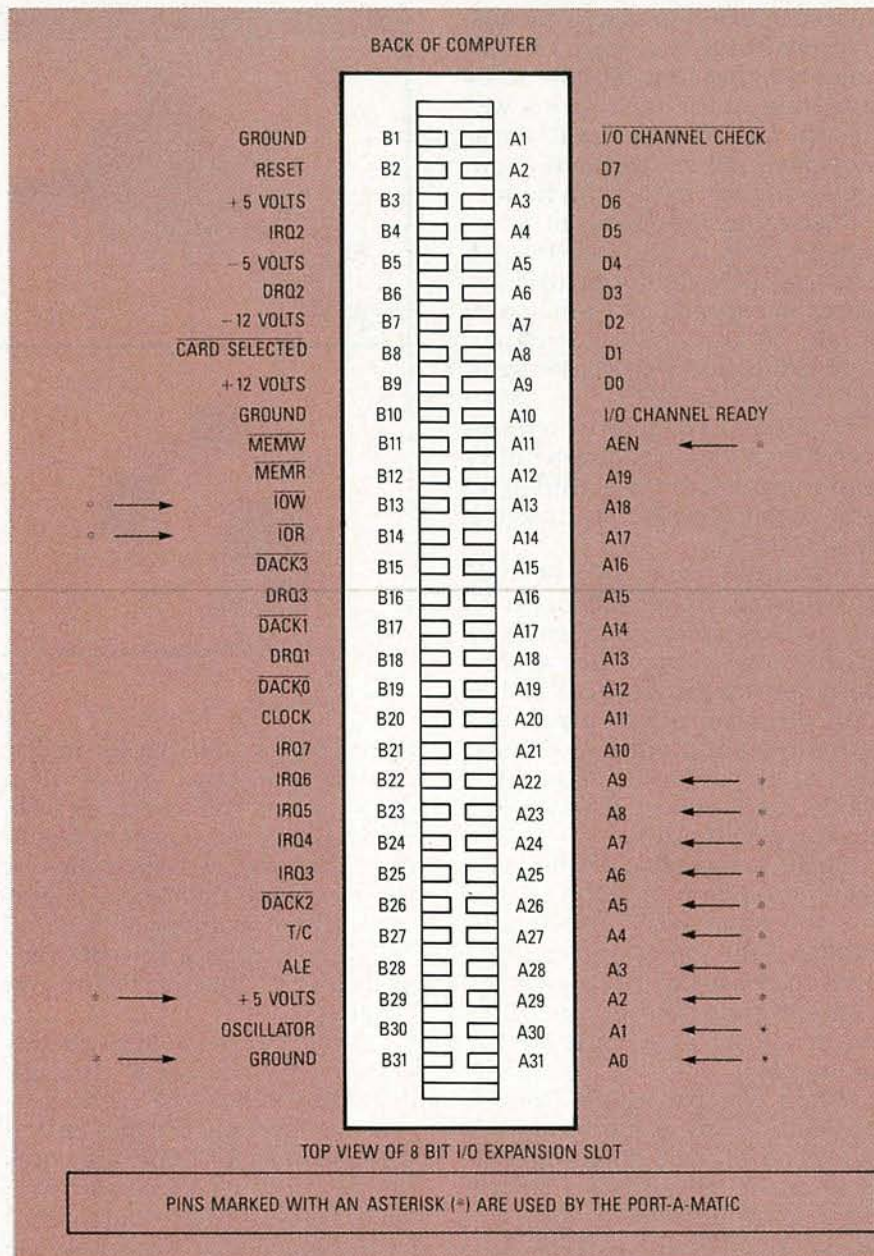 BACK OF COMPUTER
GROUND B1 A1 I/O CHANNEL CHECK
RESET B2 A2 D7
+ 5 VOLTS B3 A3 D6
IRQ2 B4 A4 D5
− 5 VOLTS B5 A5 D4
DRQ2 B6 A6 D3
−12 VOLTS B7 A7 D2
CARD SELECTED B8 A8 D1
+12 VOLTS B9 A9 D0
GROUND B10 A10 I/O CHANNEL READY
MEMW B11 A11 AEN ← *
MEMR B12 A12 A19
* → IOW B13 A13 A18
* → IOR B14 A14 A17
DACK3 B15 A15 A16
DRQ3 B16 A16 A15
DACK1 B17 A17 A14
DRQ1 B18 A18 A13
DACK0 B19 A19 A12
CLOCK B20 A20 A11
IRQ7 B21 A21 A10
IRQ6 B22 A22 A9 ← *
IRQ5 B23 A23 A8 ← *
IRQ4 B24 A24 A7 ← *
IRQ3 B25 A25 A6 ← *
DACK2 B26 A26 A5 ← *
T/C B27 A27 A4 ← *
ALE B28 A28 A3 ← *
* → + 5 VOLTS B29 A29 A2 ← *
OSCILLATOR B30 A30 A1 ← *
* → GROUND B31 A31 A0 ← *
TOP VIEW OF 8 BIT I/O EXPANSION SLOT
PINS MARKED WITH AN ASTERISK (*) ARE USED BY THE PORT-A-MATIC